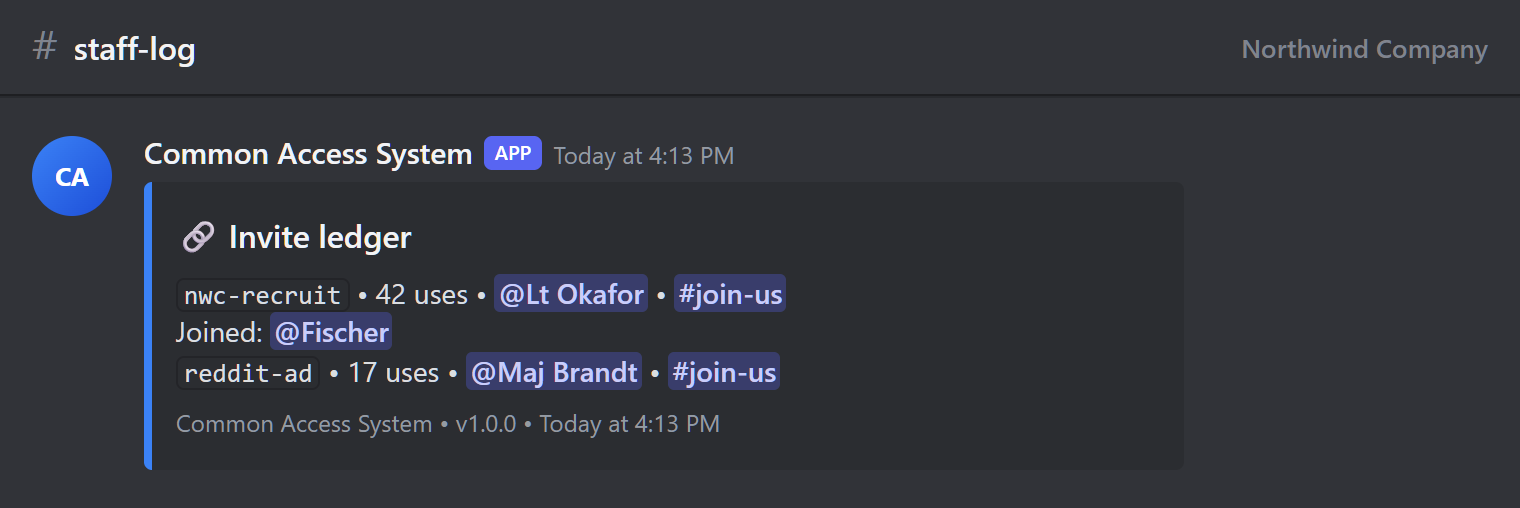 # staff-log
Northwind Company
CA
Common Access System APP Today at 4:13 PM
Invite ledger
nwc-recruit • 42 uses • @Lt Okafor • #join-us
Joined: @Fischer
reddit-ad • 17 uses • @Maj Brandt • #join-us
Common Access System • v1.0.0 • Today at 4:13 PM